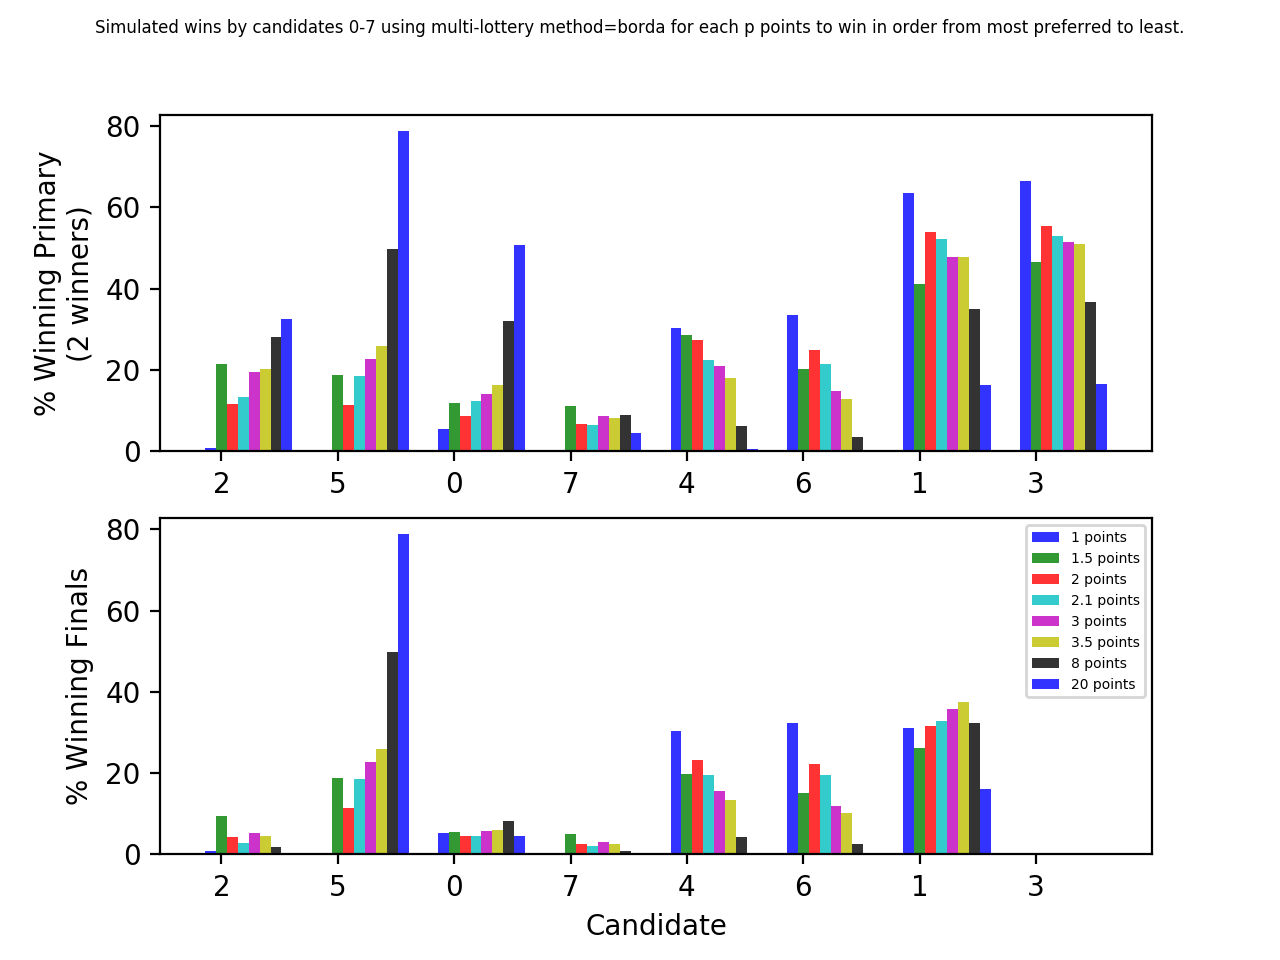 Simulated wins by candidates 0-7 using multi-lottery method=borda for each p points to win in order from most preferred to least.
% Winning Primary
(2 winners)
80
60
40
20
0
2 5 0 7 4 6 1 3
% Winning Finals
80
60
40
20
0
1 points
1.5 points
2 points
2.1 points
3 points
3.5 points
8 points
20 points
2 5 0 7 4 6 1 3
Candidate